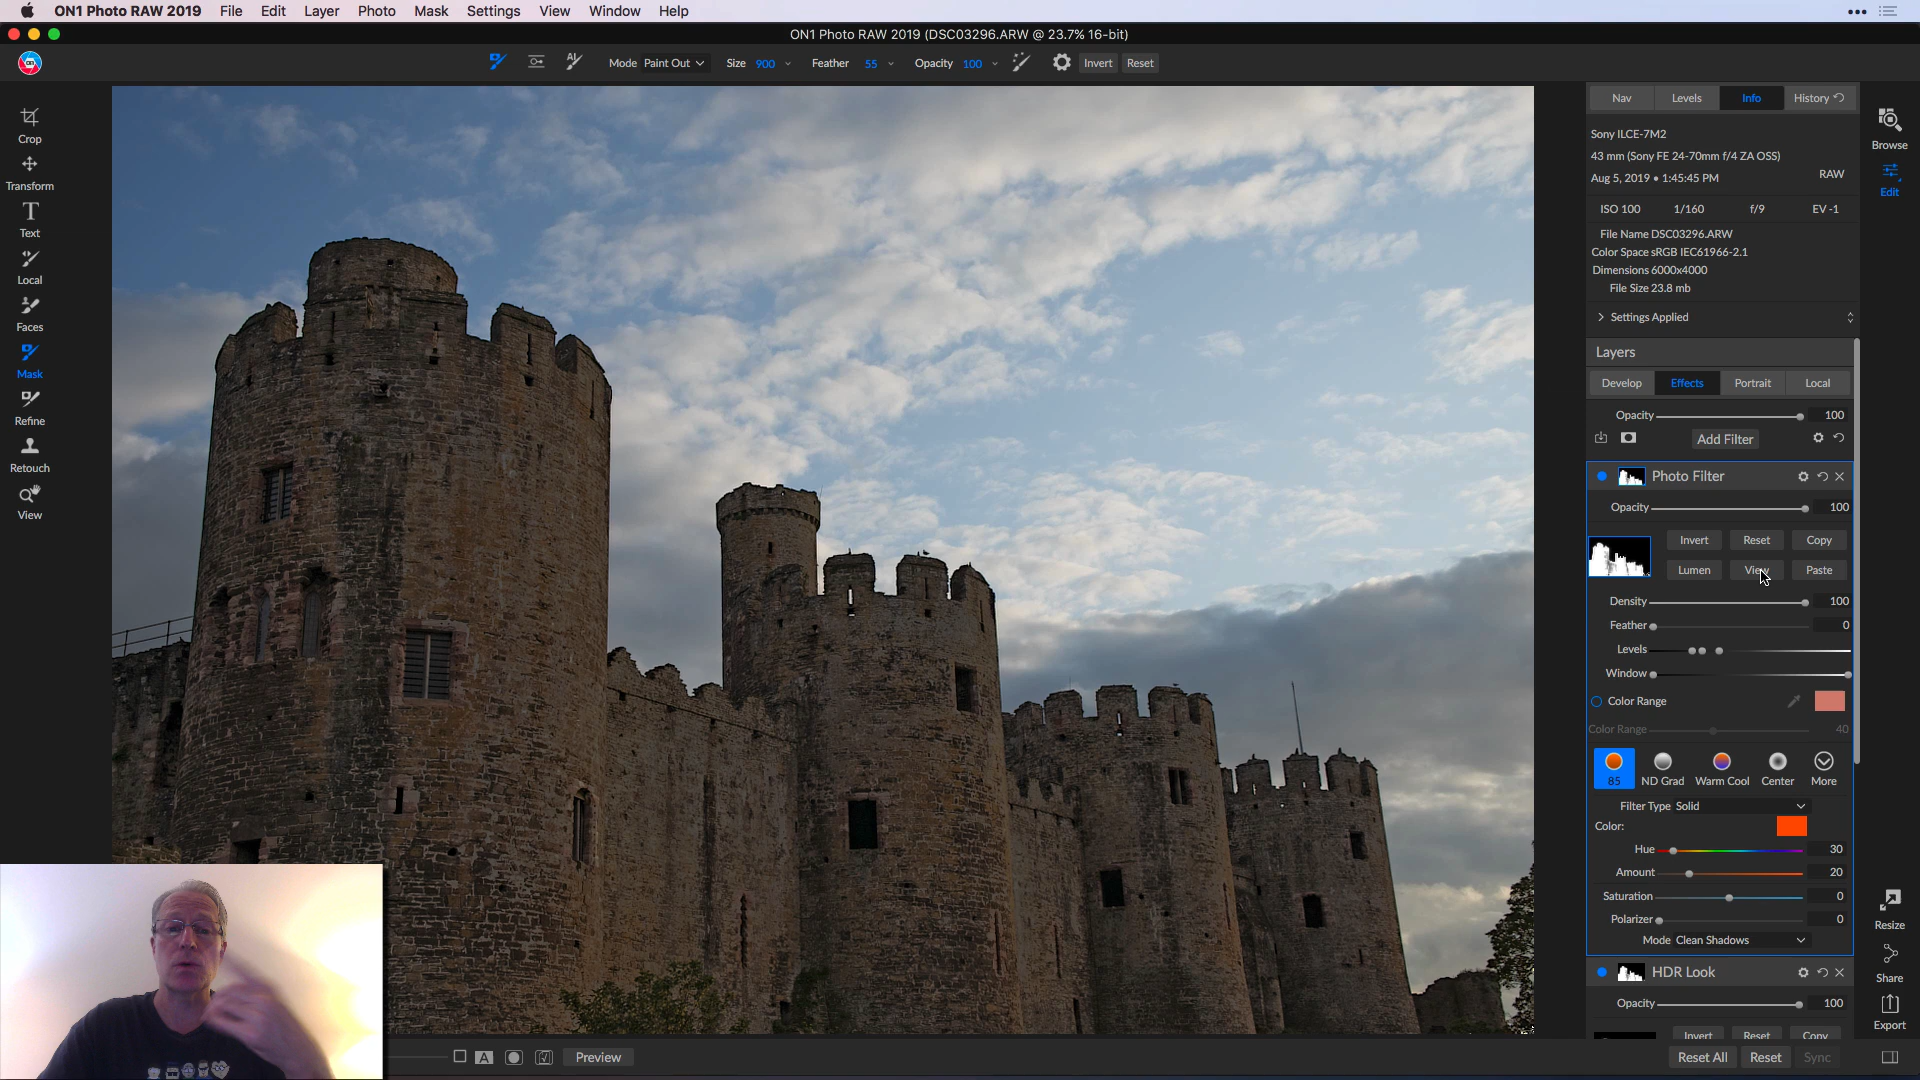 ON1 Photo RAW 2019 File Edit Layer Photo Mask Settings View Window Help
ON1 Photo RAW 2019 (DSC03296.ARW @ 23.7% 16-bit)
Mode Paint Out Size 900 Feather 55 Opacity 100 Invert Reset
Crop
Transform
Text
Local
Faces
Mask
Refine
Retouch
View
Nav Levels Info History
Sony ILCE-7M2
43 mm (Sony FE 24-70mm f/4 ZA OSS)
Aug 5, 2019 • 1:45:45 PM RAW
ISO 100 1/160 f/9 EV -1
File Name DSC03296.ARW
Color Space sRGB IEC61966-2.1
Dimensions 6000x4000
File Size 23.8 mb
Settings Applied
Layers
Develop Effects Portrait Local
Opacity 100
Add Filter
Photo Filter
Opacity 100
Invert Reset Copy
Lumen View Paste
Density 100
Feather 0
Levels
Window
Color Range
Color Range 40
85 ND Grad Warm Cool Center More
Filter Type Solid
Color:
Hue 30
Amount 20
Saturation 0
Polarizer 0
Mode Clean Shadows
HDR Look
Opacity 100
Invert Reset Copy
Reset All Reset Sync
Browse
Edit
Resize
Share
Export
A Preview